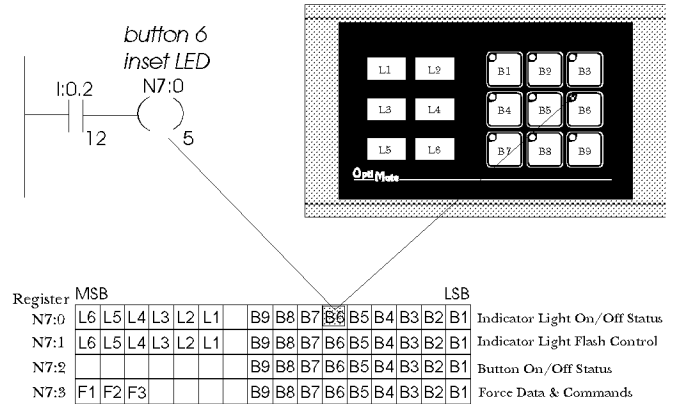 button 6
inset LED
I:0.2
N7:0
12
5
L1 L2 B1 B2 B3
L3 L4 B4 B5 B6
L5 L6 B7 B8 B9
Opti Mate
Register MSB LSB
N7:0 L6 L5 L4 L3 L2 L1 B9 B8 B7 B6 B5 B4 B3 B2 B1 Indicator Light On/Off Status
N7:1 L6 L5 L4 L3 L2 L1 B9 B8 B7 B6 B5 B4 B3 B2 B1 Indicator Light Flash Control
N7:2 B9 B8 B7 B6 B5 B4 B3 B2 B1 Button On/Off Status
N7:3 F1 F2 F3 B9 B8 B7 B6 B5 B4 B3 B2 B1 Force Data & Commands